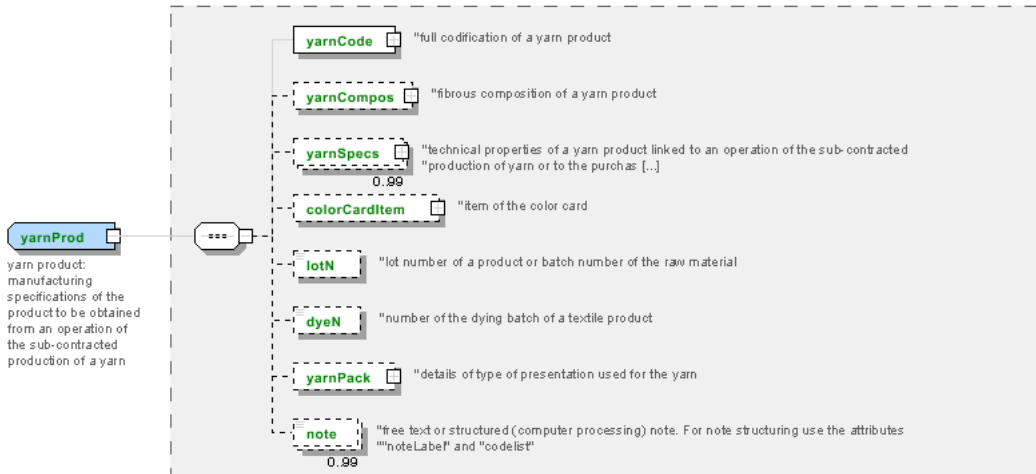 yarnCode
"full codification of a yarn product
yarnCompos
"fibrous composition of a yarn product
yarnSpecs
"technical properties of a yarn product linked to an operation of the sub-contracted
"production of yarn or to the purchas [...]
0..99
colorCardItem
"item of the color card
yarnProd
yarn product:
manufacturing
specifications of the
product to be obtained
from an operation of
the sub-contracted
production of a yarn
lotN
"lot number of a product or batch number of the raw material
dyeN
"number of the dying batch of a textile product
yarnPack
"details of type of presentation used for the yarn
note
"free text or structured (computer processing) note. For note structuring use the attributes
""noteLabel" and "codelist"
0..99